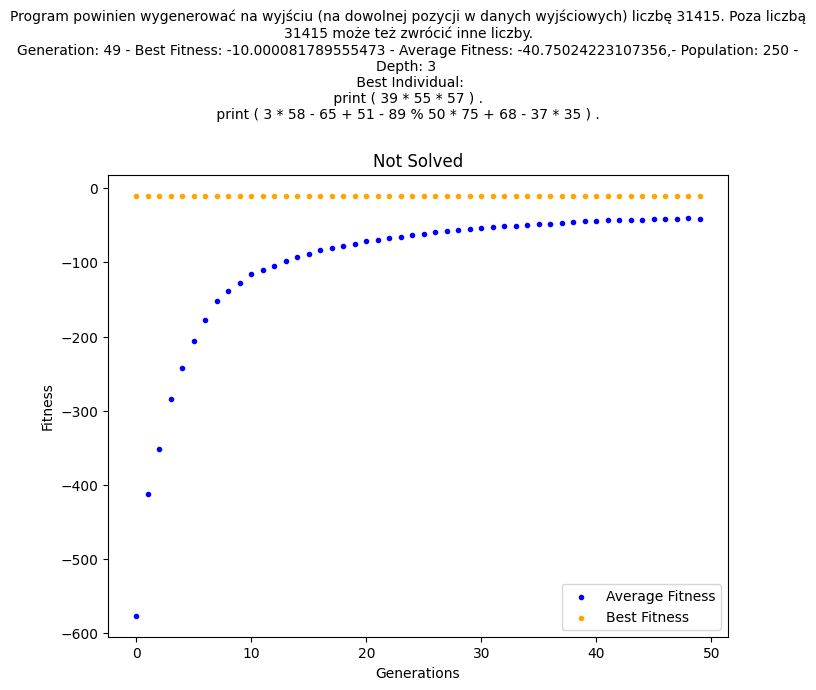 Program powinien wygenerować na wyjściu (na dowolnej pozycji w danych wyjściowych) liczbę 31415. Poza liczbą
31415 może też zwrócić inne liczby.
Generation: 49 - Best Fitness: -10.000081789555473 - Average Fitness: -40.75024223107356,- Population: 250 -
Depth: 3
Best Individual:
print ( 39 * 55 * 57 ) .
print ( 3 * 58 - 65 + 51 - 89 % 50 * 75 + 68 - 37 * 35 ) .
Not Solved
0
−100
−200
−300
−400
−500
−600
Fitness
Average Fitness
Best Fitness
0 10 20 30 40 50
Generations